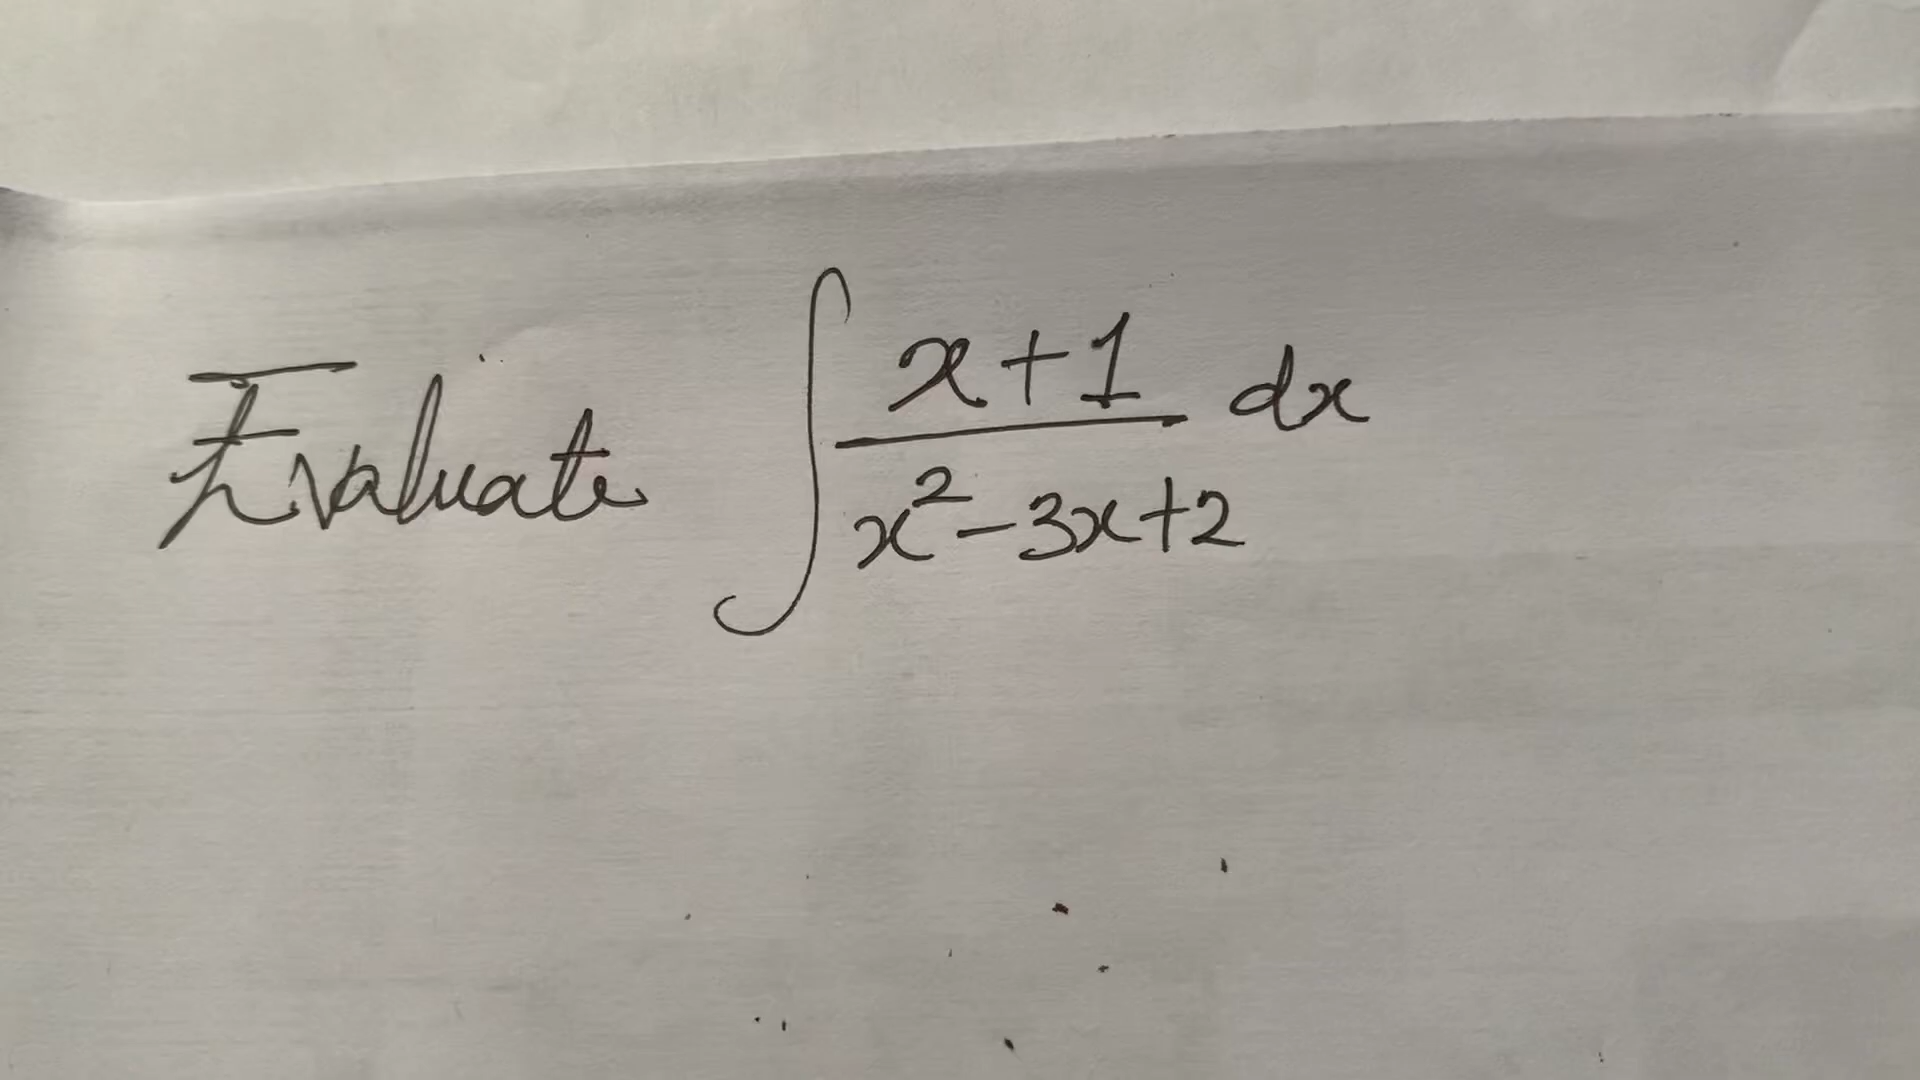 Evaluate ∫ x+1 / x²-3x+2 dx